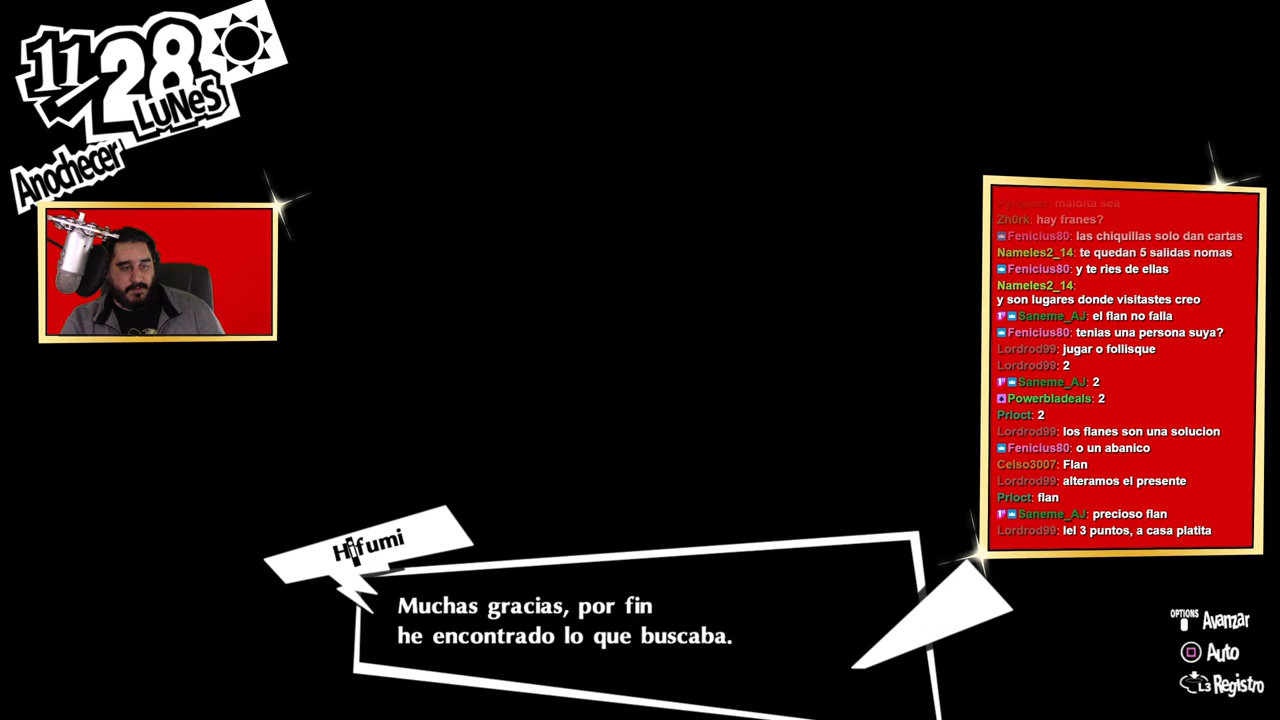 11/28
LuNeS
Anochecer
Pyroscer: maldita sea
Zh0rk: hay franes?
Fenicius80: las chiquillas solo dan cartas
Nameles2_14: te quedan 5 salidas nomas
Fenicius80: y te ries de ellas
Nameles2_14:
y son lugares donde visitastes creo
Saneme_AJ: el flan no falla
Fenicius80: tenias una persona suya?
Lordrod99: jugar o follisque
Lordrod99: 2
Saneme_AJ: 2
Powerbladeals: 2
Prioct: 2
Lordrod99: los flanes son una solucion
Fenicius80: o un abanico
Celso3007: Flan
Lordrod99: alteramos el presente
Prioct: flan
Saneme_AJ: precioso flan
Lordrod99: lel 3 puntos, a casa platita
Hifumi
Muchas gracias, por fin
he encontrado lo que buscaba.
OPTIONS Avanzar
Auto
L3 Registro